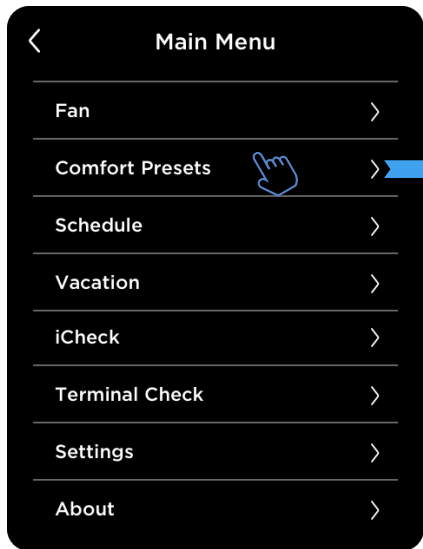 Main Menu
Fan
Comfort Presets
Schedule
Vacation
iCheck
Terminal Check
Settings
About